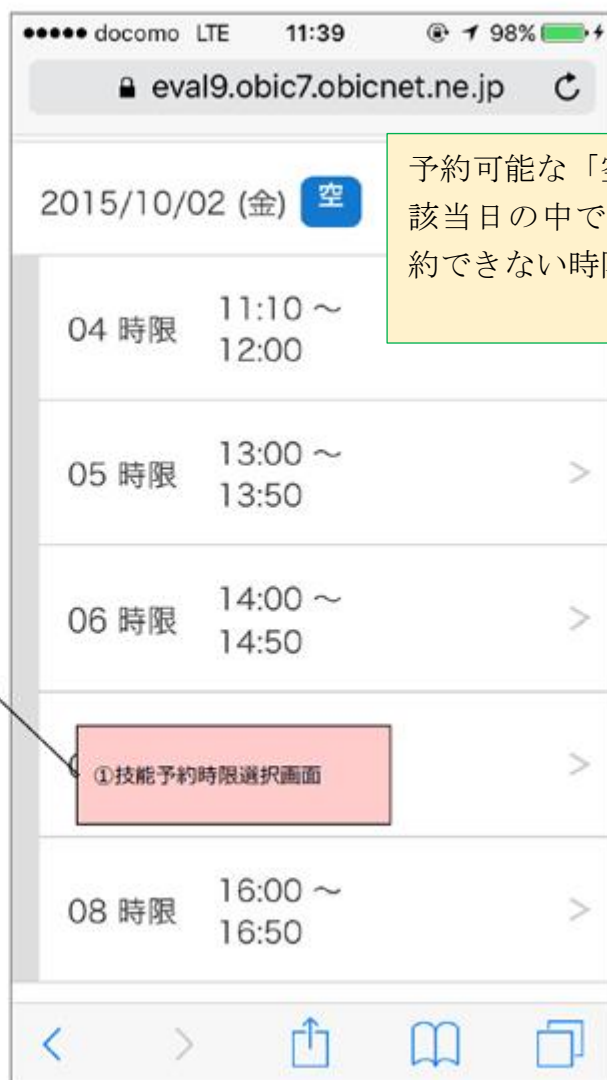 docomo LTE 11:39 98%
eval9.obic7.obicnet.ne.jp
2015/10/02 (金) 空
予約可能な「
該当日の中で
約できない時
04 時限 11:10 ～
12:00
05 時限 13:00 ～
13:50
06 時限 14:00 ～
14:50
①技能予約時限選択画面
08 時限 16:00 ～
16:50